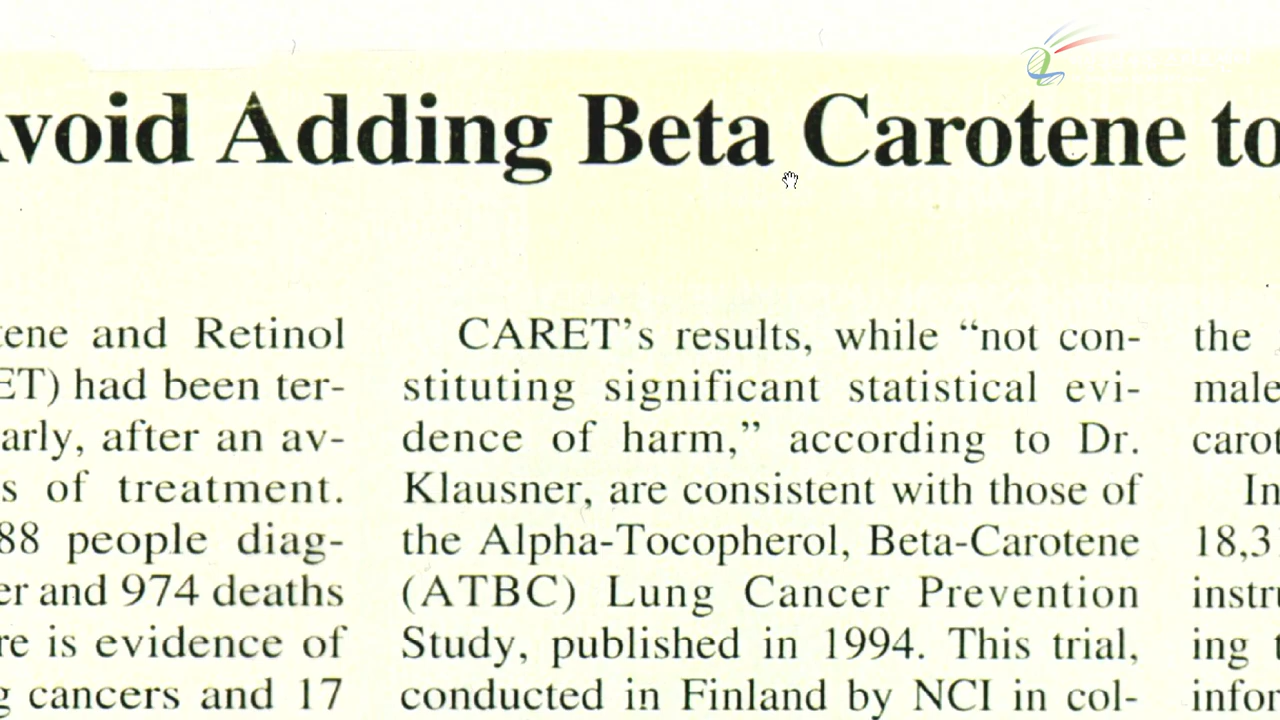 void Adding Beta Carotene to
tene and Retinol
ET) had been ter-
arly, after an av-
s of treatment.
88 people diag-
er and 974 deaths
re is evidence of
g cancers and 17
CARET's results, while “not con-
stituting significant statistical evi-
dence of harm,” according to Dr.
Klausner, are consistent with those of
the Alpha-Tocopherol, Beta-Carotene
(ATBC) Lung Cancer Prevention
Study, published in 1994. This trial,
conducted in Finland by NCI in col-
the
male
carot
In
18,3
instru
ing
infor